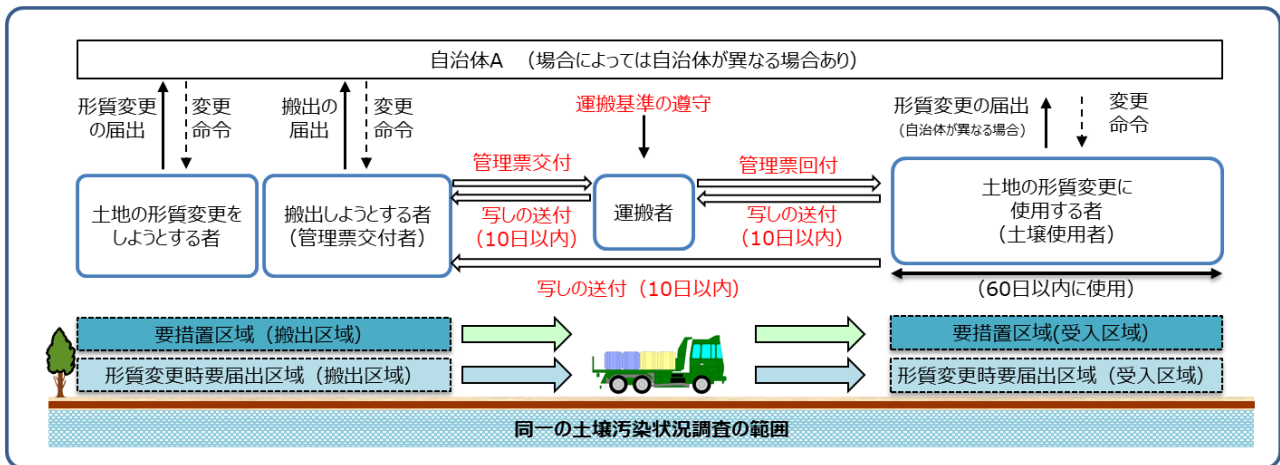 自治体A （場合によっては自治体が異なる場合あり）
形質変更
の届出
変更
命令
搬出の
届出
変更
命令
運搬基準の遵守
形質変更の届出
(自治体が異なる場合)
変更
命令
管理票交付
管理票回付
土地の形質変更を
しようとする者
搬出しようとする者
（管理票交付者）
写しの送付
（10日以内）
運搬者
写しの送付
（10日以内）
土地の形質変更に
使用する者
（土壌使用者）
写しの送付（10日以内）
（60日以内に使用）
要措置区域（搬出区域）
要措置区域(受入区域）
形質変更時要届出区域（搬出区域）
形質変更時要届出区域（受入区域）
同一の土壌汚染状況調査の範囲